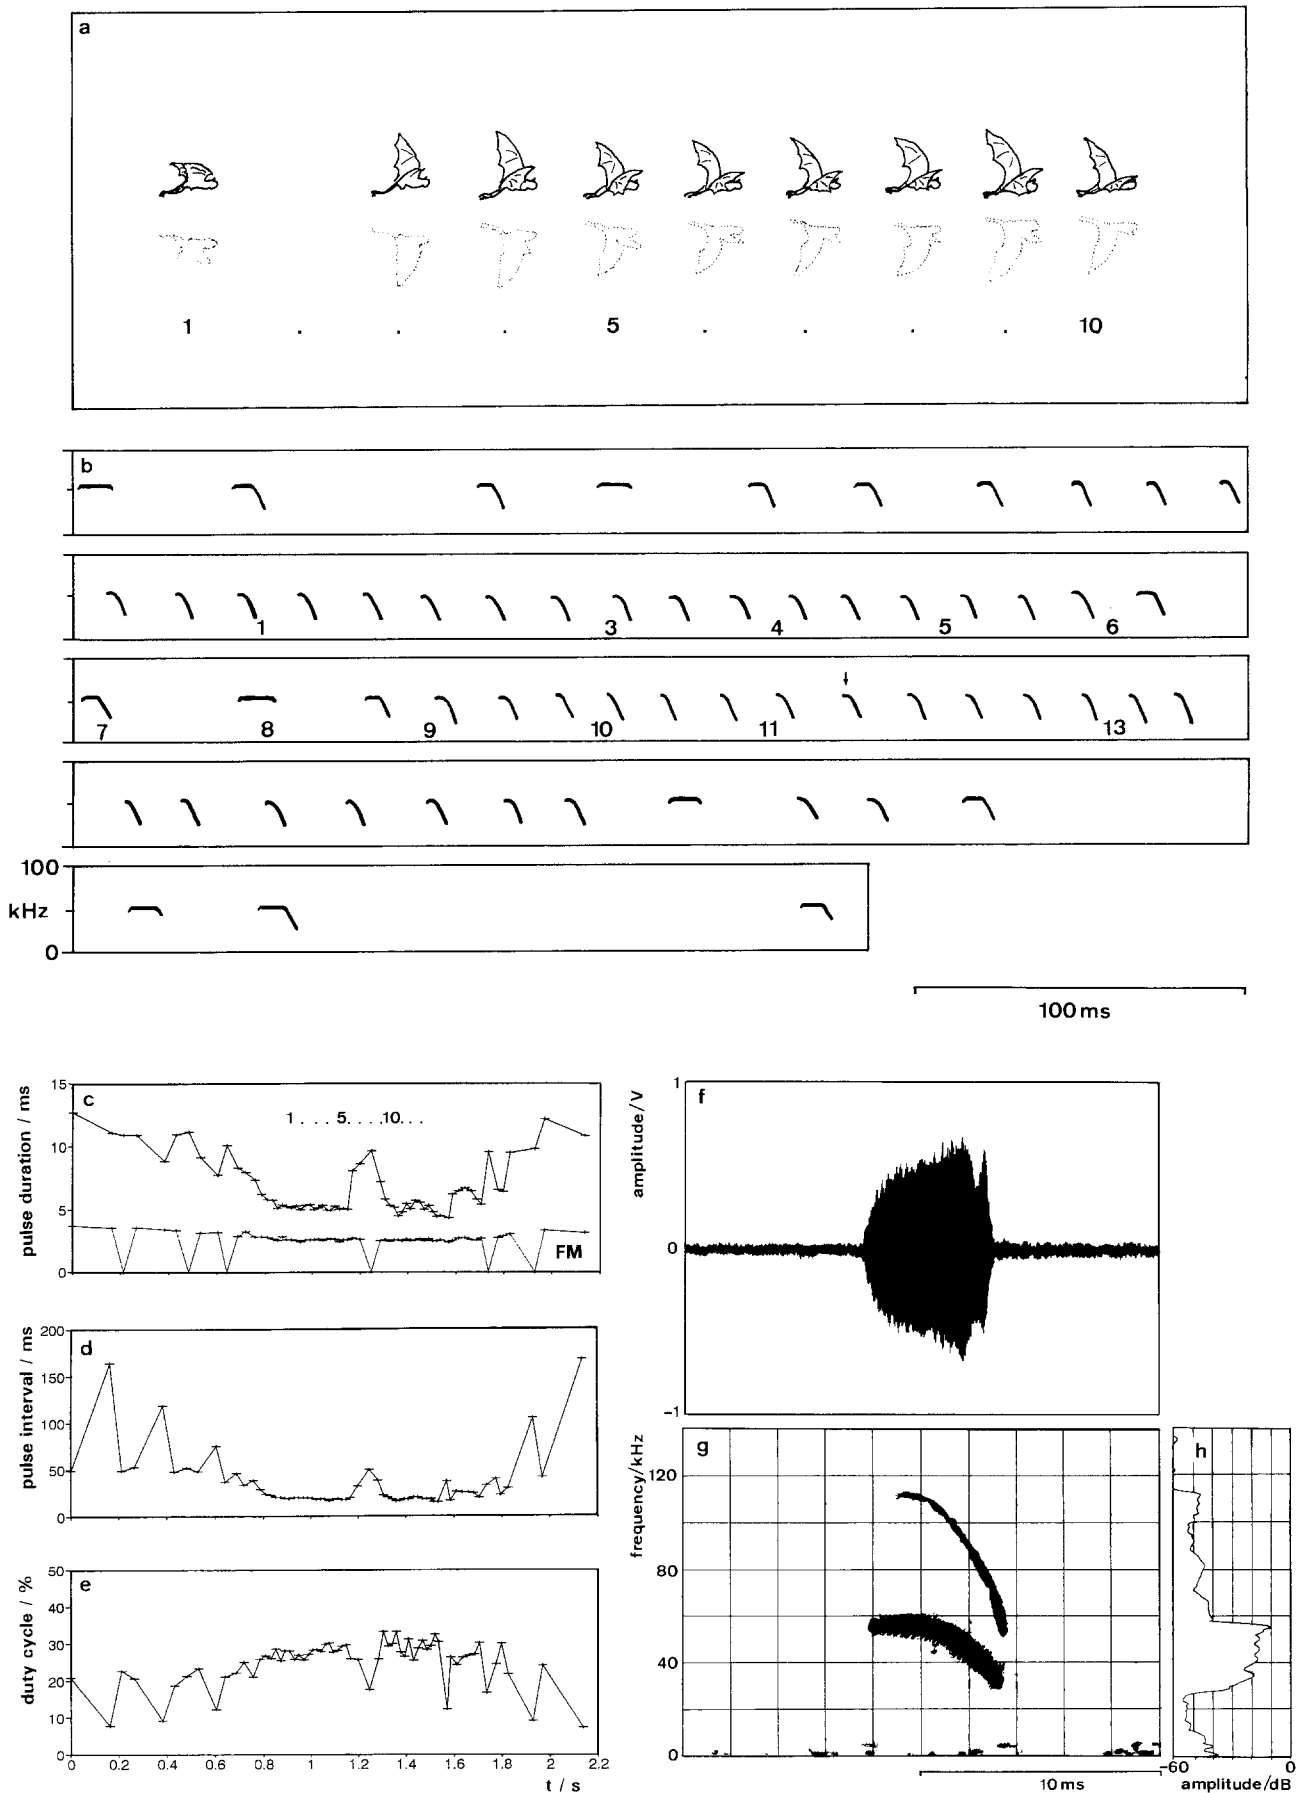 a
1 . . . 5 . . . . 10
b
1 3 4 5 6
7 8 9 10 11 13
100
kHz
0
100 ms
c
15
10
5
0
pulse duration / ms
1 . . . 5 . . . . 10 . . .
FM
d
200
150
100
50
0
pulse interval / ms
e
50
40
30
20
10
0
duty cycle / %
0 0.2 0.4 0.6 0.8 1 1.2 1.4 1.6 1.8 2 2.2
t / s
f
1
0
-1
amplitude/V
g
120
80
40
0
frequency/kHz
10 ms
h
-60 0
amplitude/dB